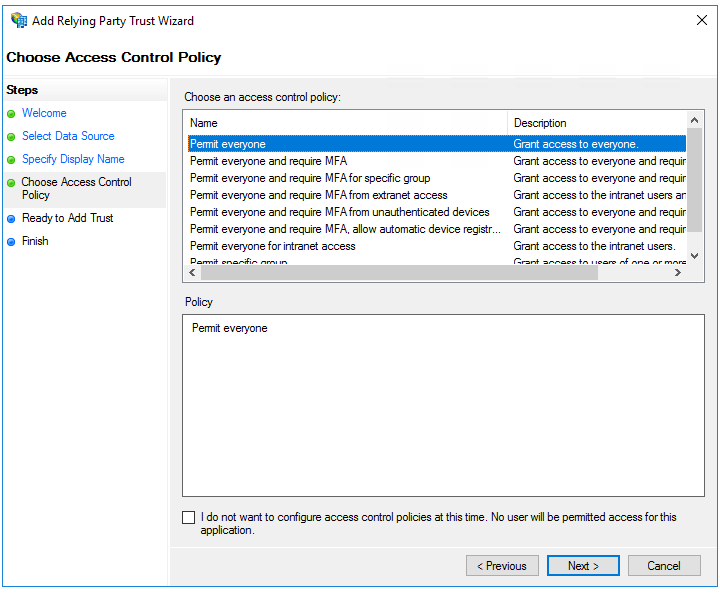 Add Relying Party Trust Wizard
Choose Access Control Policy
Steps
Welcome
Select Data Source
Specify Display Name
Choose Access Control
Policy
Ready to Add Trust
Finish
Choose an access control policy:
Name Description
Permit everyone Grant access to everyone.
Permit everyone and require MFA Grant access to everyone and requir
Permit everyone and require MFA for specific group Grant access to everyone and requir
Permit everyone and require MFA from extranet access Grant access to the intranet users ar
Permit everyone and require MFA from unauthenticated devices Grant access to everyone and requir
Permit everyone and require MFA, allow automatic device registr... Grant access to everyone and requir
Permit everyone for intranet access Grant access to the intranet users.
Permit specific group Grant access to users of one or more
Policy
Permit everyone
I do not want to configure access control policies at this time. No user will be permitted access for this
application.
< Previous Next > Cancel